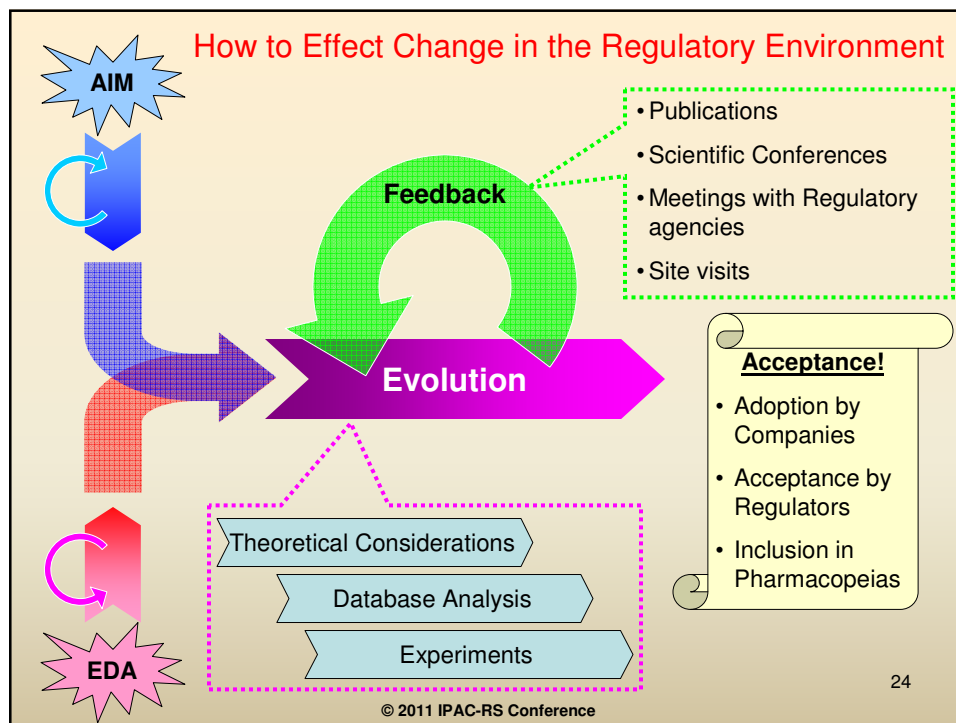 How to Effect Change in the Regulatory Environment
AIM
Feedback
• Publications
• Scientific Conferences
• Meetings with Regulatory
agencies
• Site visits
Evolution
Acceptance!
• Adoption by
Companies
• Acceptance by
Regulators
• Inclusion in
Pharmacopeias
Theoretical Considerations
Database Analysis
Experiments
EDA
24
© 2011 IPAC-RS Conference